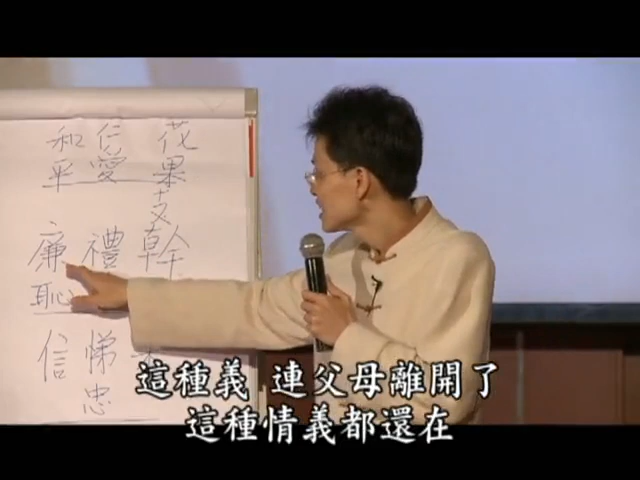 花果
仁愛
和平
支幹
禮
廉恥
悌忠
信
這種義 連父母離開了
這種情義都還在